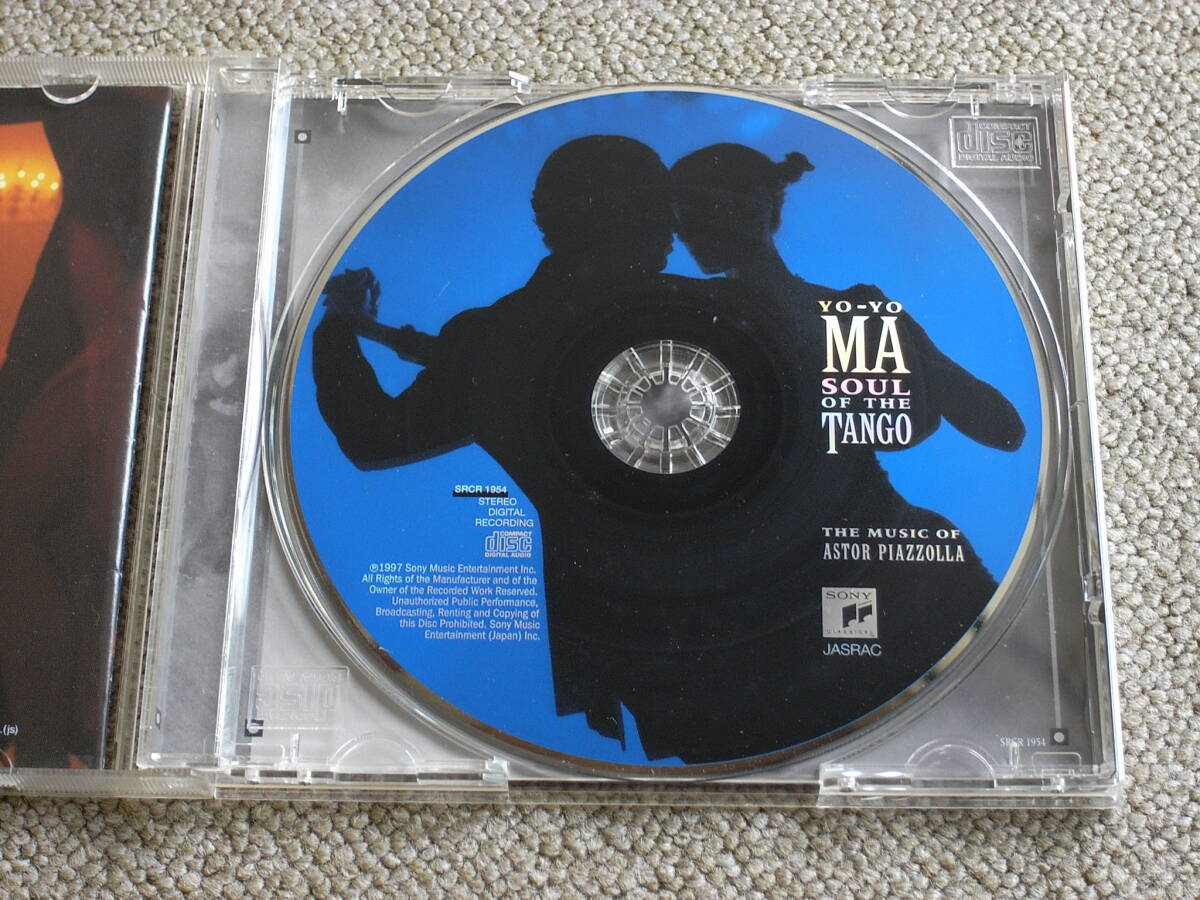 COMPACT
disc
DIGITAL AUDIO
YO-YO
MA
SOUL
OF THE
TANGO
THE MUSIC OF
ASTOR PIAZZOLLA
SONY
CLASSICAL
JASRAC
SRCR 1954
STEREO
DIGITAL
RECORDING
COMPACT
disc
DIGITAL AUDIO
℗1997 Sony Music Entertainment Inc.
All Rights of the Manufacturer and of the
Owner of the Recorded Work Reserved.
Unauthorized Public Performance,
Broadcasting, Renting and Copying of
this Disc Prohibited. Sony Music
Entertainment (Japan) Inc.
.(js)
SRCR 1954